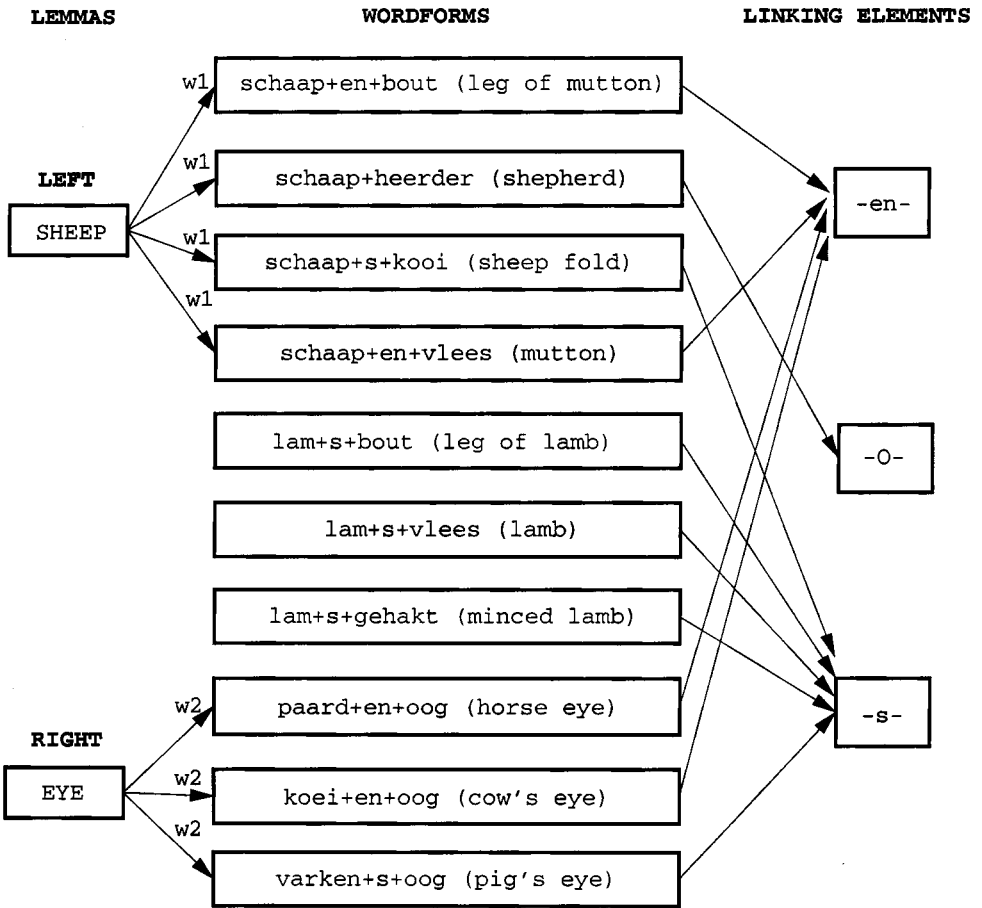 LEMMAS WORDFORMS LINKING ELEMENTS
w1 schaap+en+bout (leg of mutton)
w1 schaap+heerder (shepherd)
LEFT
SHEEP
-en-
w1 schaap+s+kooi (sheep fold)
w1 schaap+en+vlees (mutton)
lam+s+bout (leg of lamb)
-O-
lam+s+vlees (lamb)
lam+s+gehakt (minced lamb)
w2 paard+en+oog (horse eye)
-s-
RIGHT
EYE
w2 koei+en+oog (cow's eye)
w2 varken+s+oog (pig's eye)